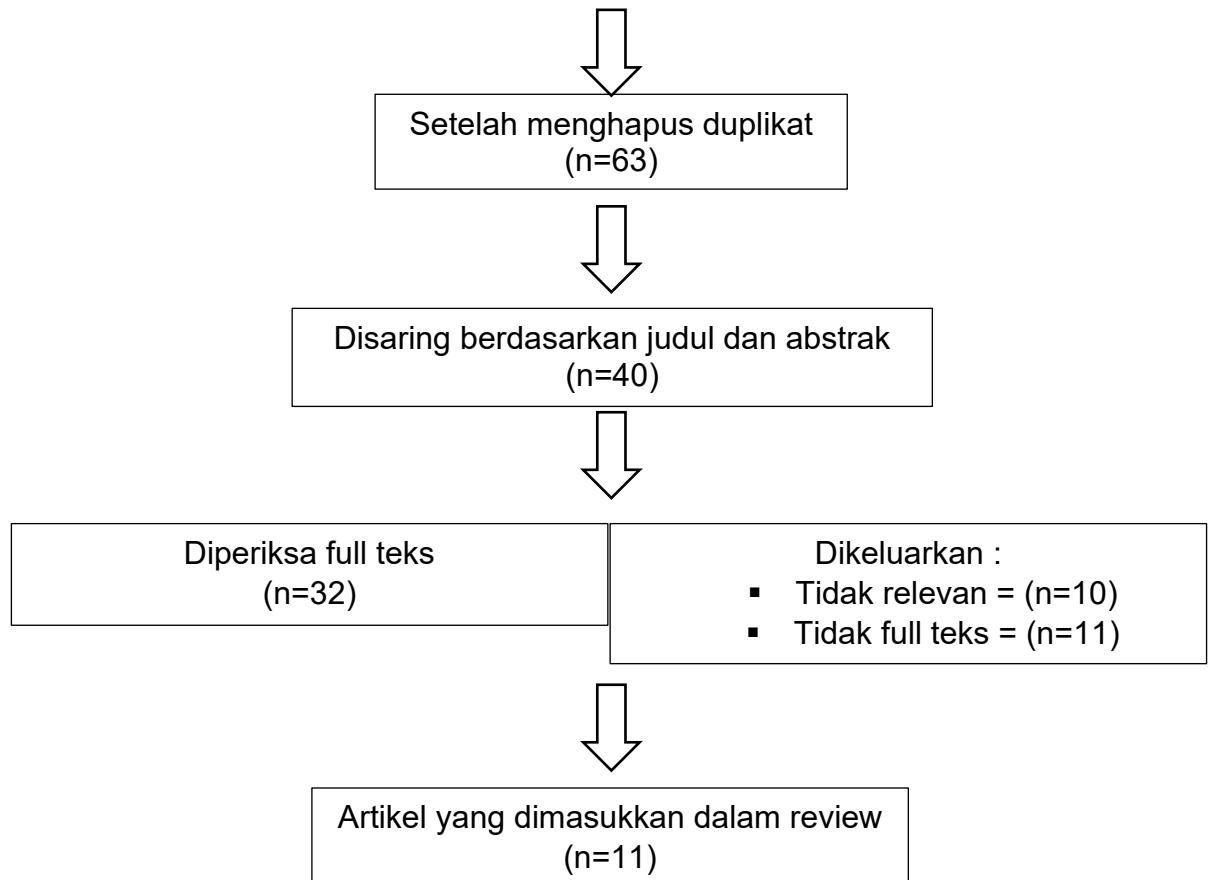 Setelah menghapus duplikat
(n=63)
Disaring berdasarkan judul dan abstrak
(n=40)
Diperiksa full teks
(n=32)
Dikeluarkan :
▪ Tidak relevan = (n=10)
▪ Tidak full teks = (n=11)
Artikel yang dimasukkan dalam review
(n=11)